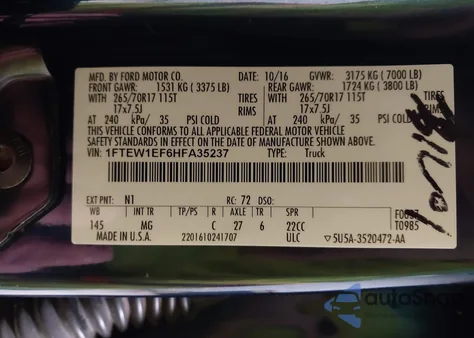 MFD. BY FORD MOTOR CO. DATE: 10/16 GVWR: 3175 KG ( 7000 LB)
FRONT GAWR: 1531 KG ( 3375 LB) REAR GAWR: 1724 KG ( 3800 LB)
WITH 265/70R17 115T TIRES WITH 265/70R17 115T TIRES
17x7.5J RIMS 17x7.5J RIMS
AT 240 kPa/ 35 PSI COLD AT 240 kPa/ 35 PSI COLD
THIS VEHICLE CONFORMS TO ALL APPLICABLE FEDERAL MOTOR VEHICLE
SAFETY STANDARDS IN EFFECT ON THE DATE OF MANUFACTURE SHOWN ABOVE.
VIN: 1FTEW1EF6HFA35237 TYPE: Truck
EXT PNT: N1 RC: 72 DSO:
WB INT TR TP/PS R AXLE TR SPR
145 MG C 27 6 22CC
MADE IN U.S.A. 2201610241707 ULC
T0985
5U5A-3520472-AA
autoSnap